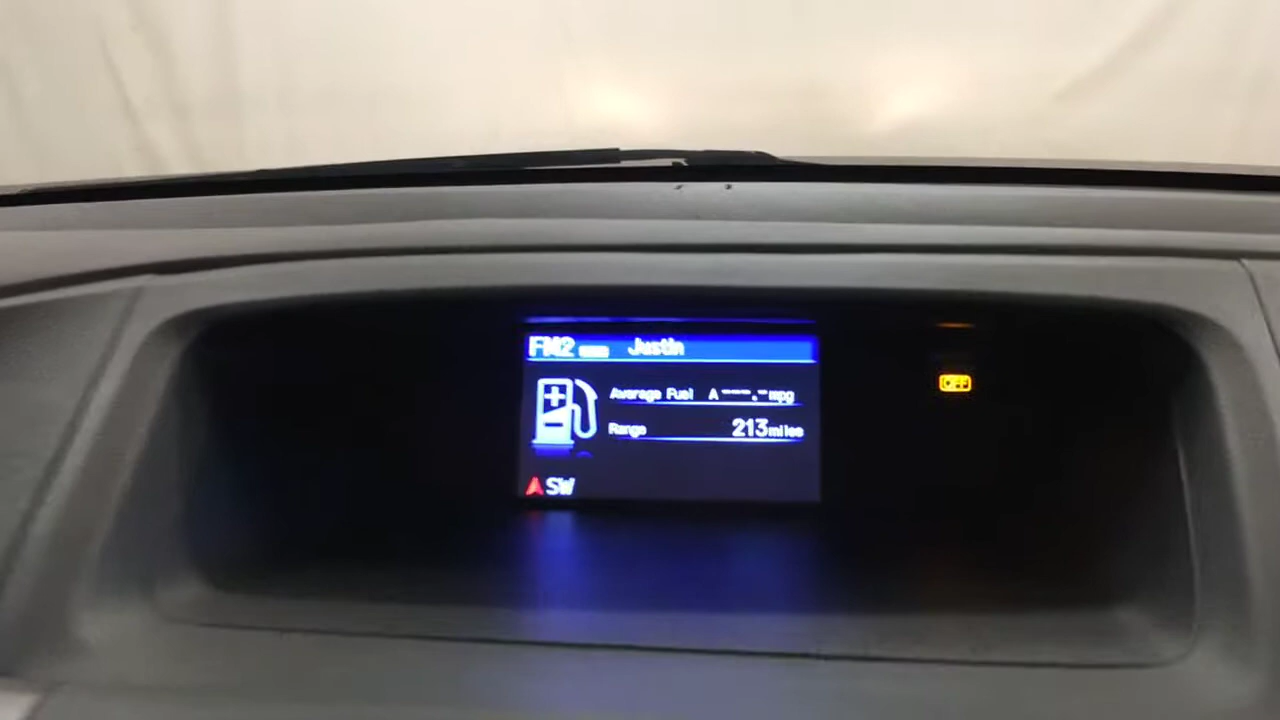 FM2 Justin
Average Fuel A ---.- mpg
Range 213 miles
SW
OFF